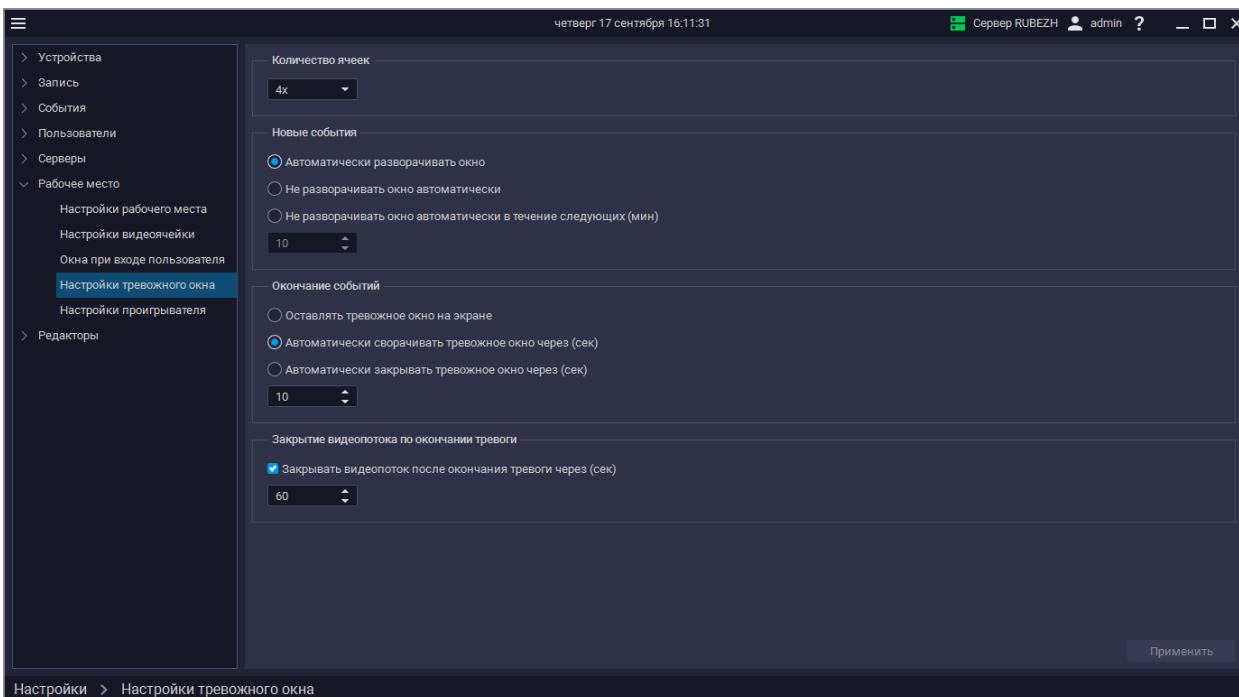 четверг 17 сентября 16:11:31
Сервер RUBEZH admin ?
Устройства
Запись
События
Пользователи
Серверы
Рабочее место
Настройки рабочего места
Настройки видеоячейки
Окна при входе пользователя
Настройки тревожного окна
Настройки проигрывателя
Редакторы
Количество ячеек
4x
Новые события
Автоматически разворачивать окно
Не разворачивать окно автоматически
Не разворачивать окно автоматически в течение следующих (мин)
10
Окончание событий
Оставлять тревожное окно на экране
Автоматически сворачивать тревожное окно через (сек)
Автоматически закрывать тревожное окно через (сек)
10
Закрытие видеопотока по окончании тревоги
Закрывать видеопоток после окончания тревоги через (сек)
60
Применить
Настройки > Настройки тревожного окна